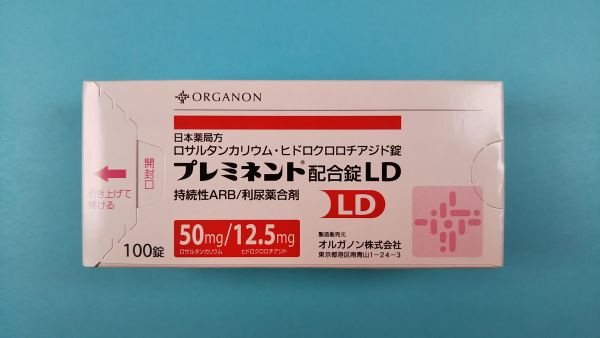 ORGANON
日本薬局方
ロサルタンカリウム・ヒドロクロロチアジド錠
プレミネント®配合錠LD
持続性ARB/利尿薬合剤
LD
50mg/12.5mg
ロサルタンカリウム ヒドロクロロチアジド
製造販売元
オルガノン株式会社
東京都港区南青山1-24-3
開封口
引き上げて
開ける
100錠